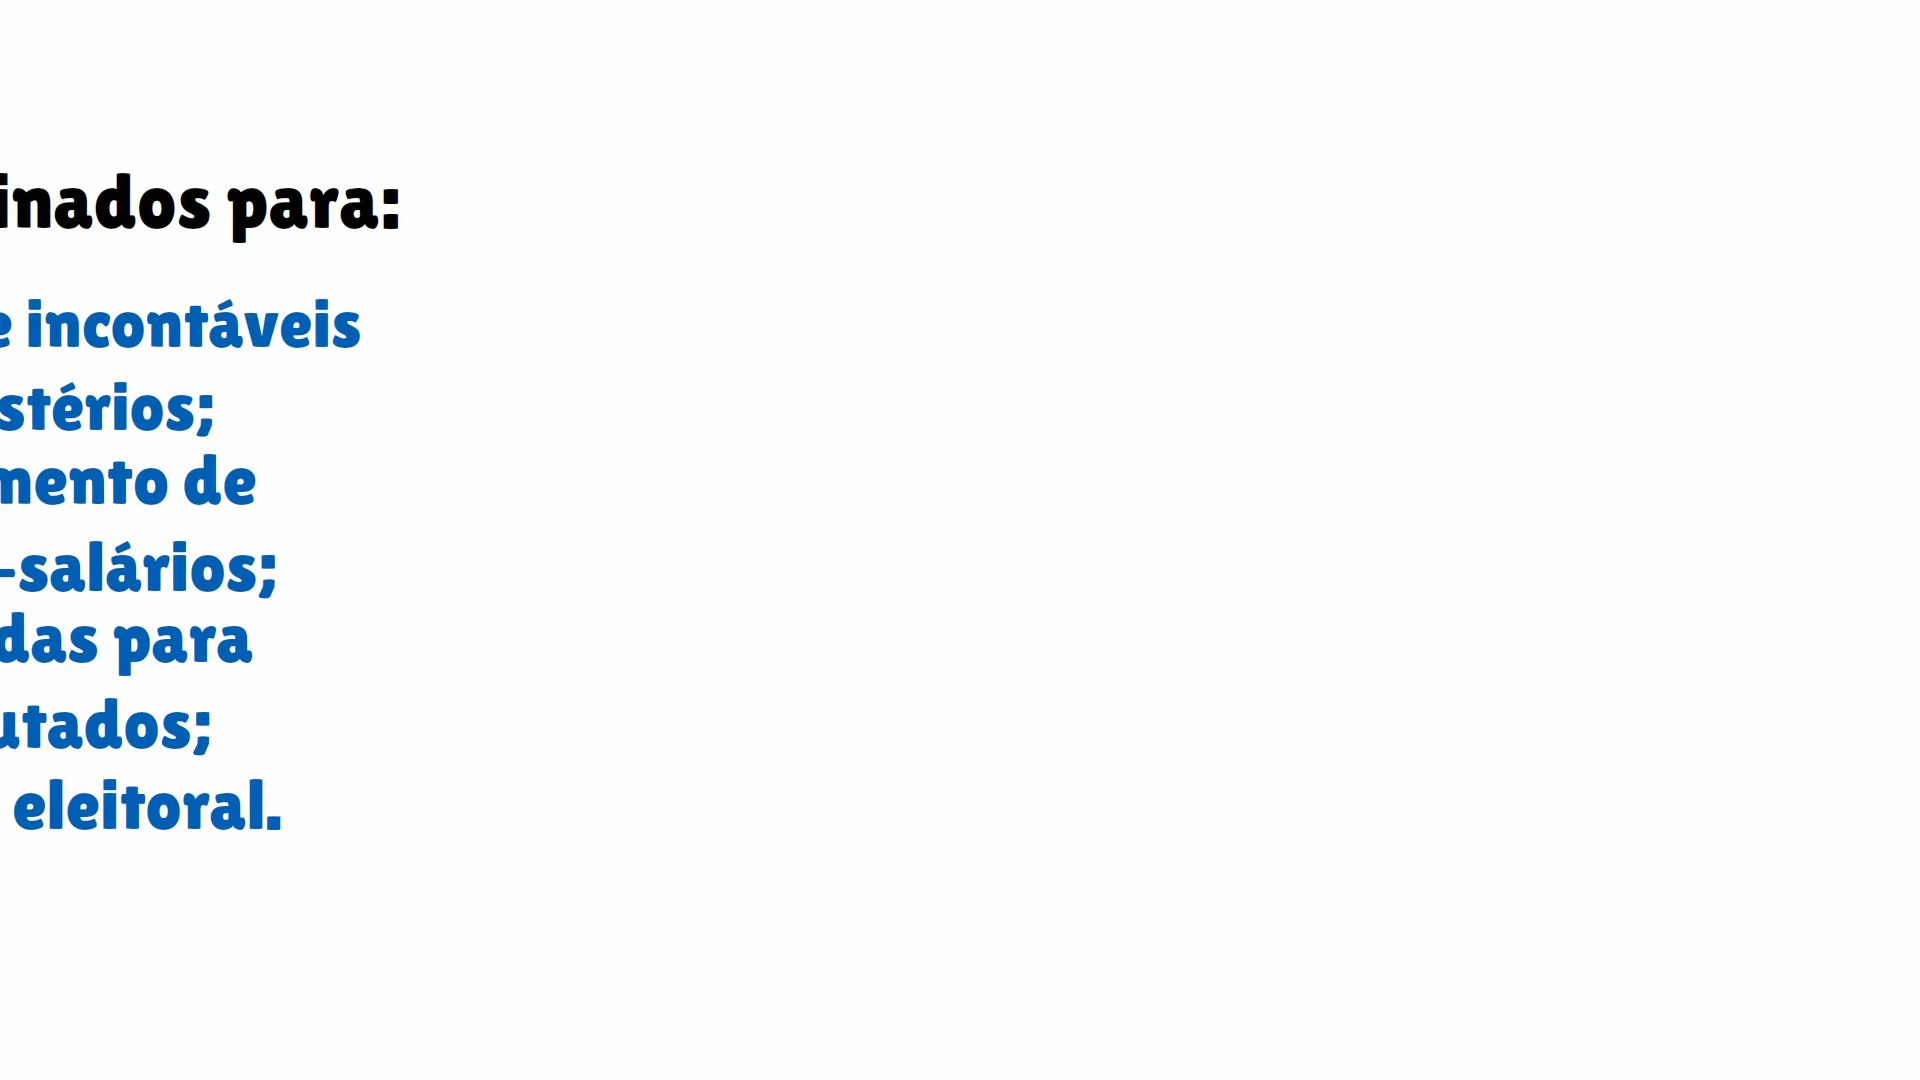 inados para:
e incontáveis
stérios;
mento de
-salários;
das para
utados;
eleitoral.